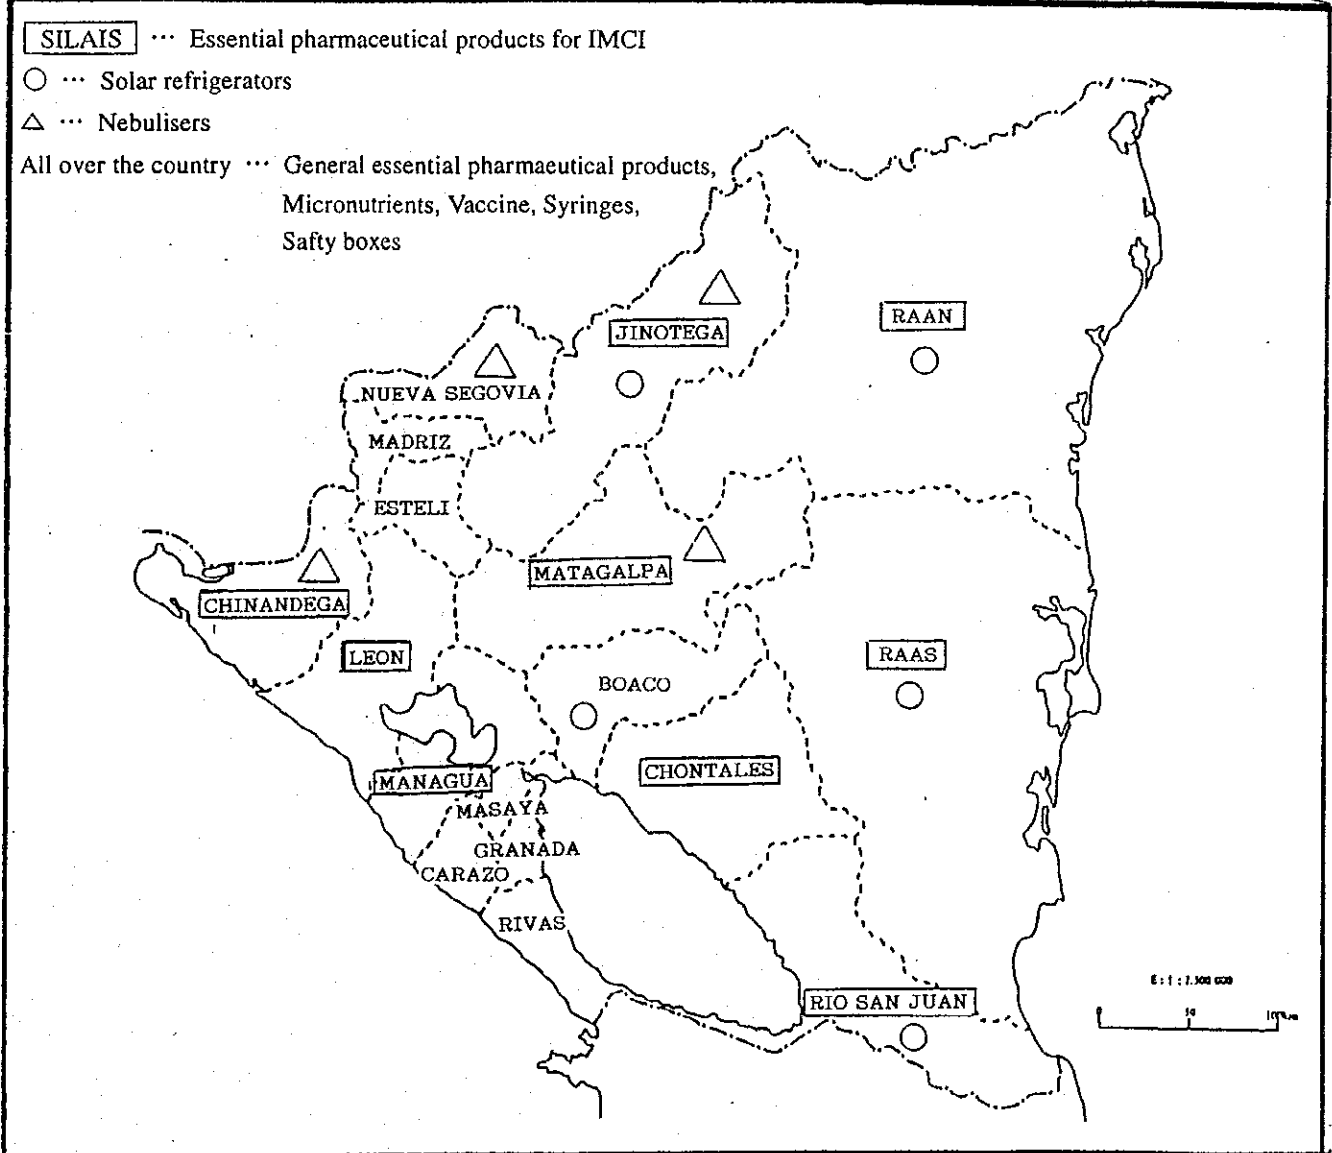 SILAIS ··· Essential pharmaceutical products for IMCI
○ ··· Solar refrigerators
△ ··· Nebulisers
All over the country ··· General essential pharmaeutical products,
Micronutrients, Vaccine, Syringes,
Safty boxes
JINOTEGA
RAAN
NUEVA SEGOVIA
MADRIZ
ESTELI
MATAGALPA
CHINANDEGA
LEON
RAAS
BOACO
CHONTALES
MANAGUA
MASAYA
GRANADA
CARAZO
RIVAS
RIO SAN JUAN